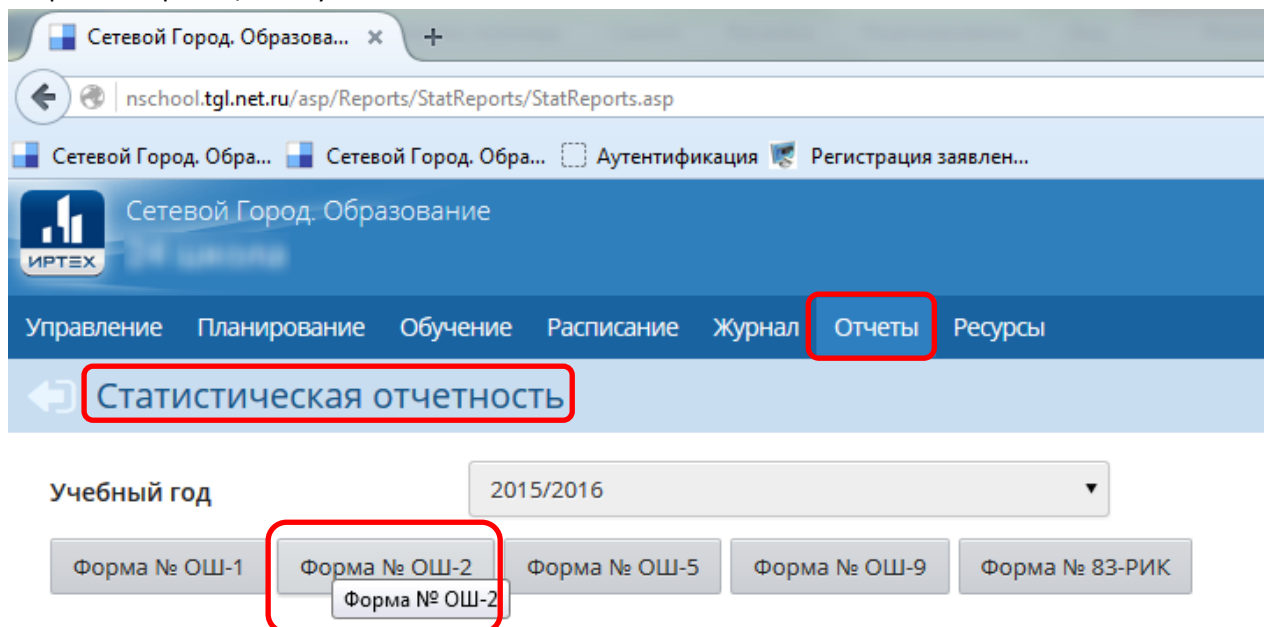 Сетевой Город. Образова... × +
nschool.tgl.net.ru/asp/Reports/StatReports/StatReports.asp
Сетевой Город. Обра... Сетевой Город. Обра... Аутентификация Регистрация заявлен...
Сетевой Город. Образование
ИРТЕХ
Управление Планирование Обучение Расписание Журнал Отчеты Ресурсы
Статистическая отчетность
Учебный год 2015/2016
Форма № ОШ-1 Форма № ОШ-2 Форма № ОШ-5 Форма № ОШ-9 Форма № 83-РИК
Форма № ОШ-2